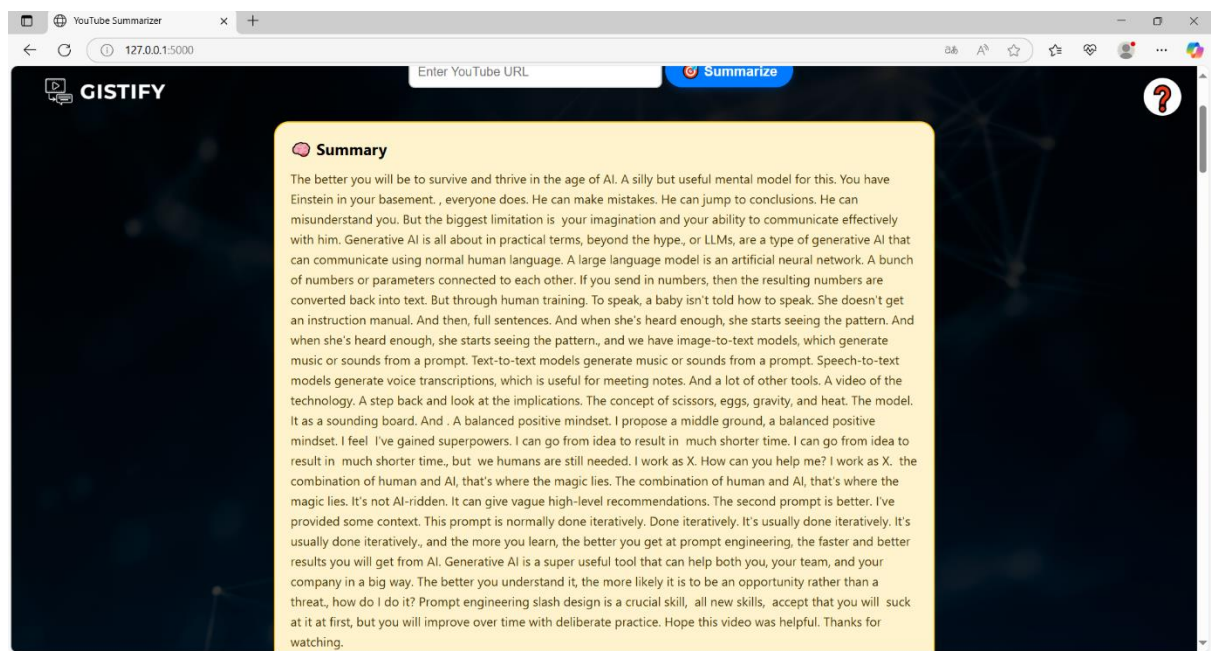 YouTube Summarizer
127.0.0.1:5000
GISTIFY
Enter YouTube URL
Summarize
Summary
The better you will be to survive and thrive in the age of AI. A silly but useful mental model for this. You have
Einstein in your basement. , everyone does. He can make mistakes. He can jump to conclusions. He can
misunderstand you. But the biggest limitation is  your imagination and your ability to communicate effectively
with him. Generative AI is all about in practical terms, beyond the hype., or LLMs, are a type of generative AI that
can communicate using normal human language. A large language model is an artificial neural network. A bunch
of numbers or parameters connected to each other. If you send in numbers, then the resulting numbers are
converted back into text. But through human training. To speak, a baby isn't told how to speak. She doesn't get
an instruction manual. And then, full sentences. And when she's heard enough, she starts seeing the pattern. And
when she's heard enough, she starts seeing the pattern., and we have image-to-text models, which generate
music or sounds from a prompt. Text-to-text models generate music or sounds from a prompt. Speech-to-text
models generate voice transcriptions, which is useful for meeting notes. And a lot of other tools. A video of the
technology. A step back and look at the implications. The concept of scissors, eggs, gravity, and heat. The model.
It as a sounding board. And . A balanced positive mindset. I propose a middle ground, a balanced positive
mindset. I feel  I've gained superpowers. I can go from idea to result in  much shorter time. I can go from idea to
result in  much shorter time., but  we humans are still needed. I work as X. How can you help me? I work as X.  the
combination of human and AI, that's where the magic lies. The combination of human and AI, that's where the
magic lies. It's not AI-ridden. It can give vague high-level recommendations. The second prompt is better. I've
provided some context. This prompt is normally done iteratively. Done iteratively. It's usually done iteratively. It's
usually done iteratively., and the more you learn, the better you get at prompt engineering, the faster and better
results you will get from AI. Generative AI is a super useful tool that can help both you, your team, and your
company in a big way. The better you understand it, the more likely it is to be an opportunity rather than a
threat., how do I do it? Prompt engineering slash design is a crucial skill,  all new skills,  accept that you will  suck
at it at first, but you will improve over time with deliberate practice. Hope this video was helpful. Thanks for
watching.